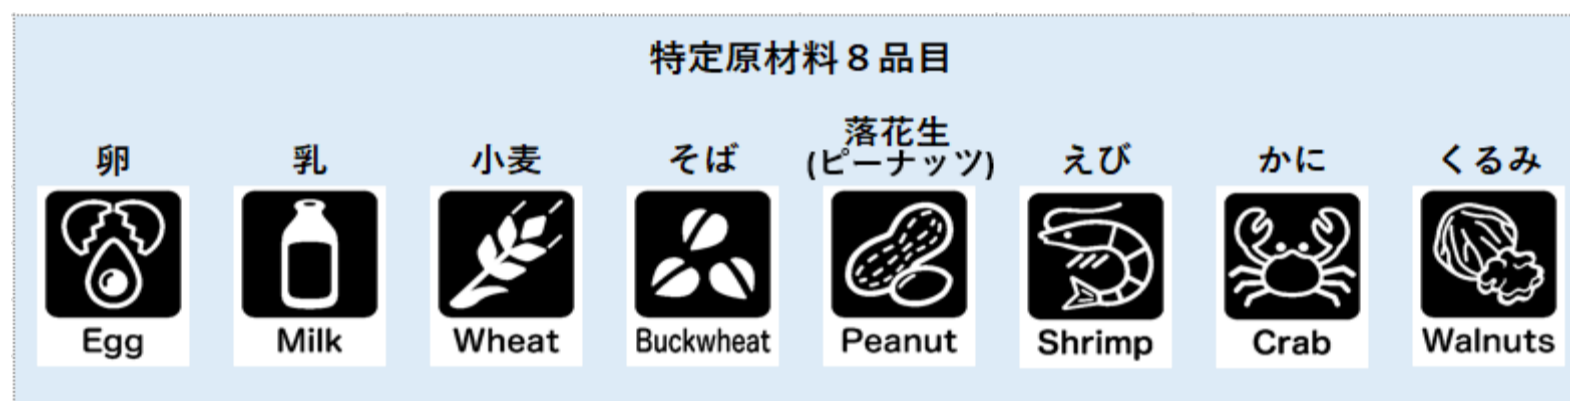 特定原材料８品目
卵
乳
小麦
そば
落花生
(ピーナッツ)
えび
かに
くるみ
Egg
Milk
Wheat
Buckwheat
Peanut
Shrimp
Crab
Walnuts